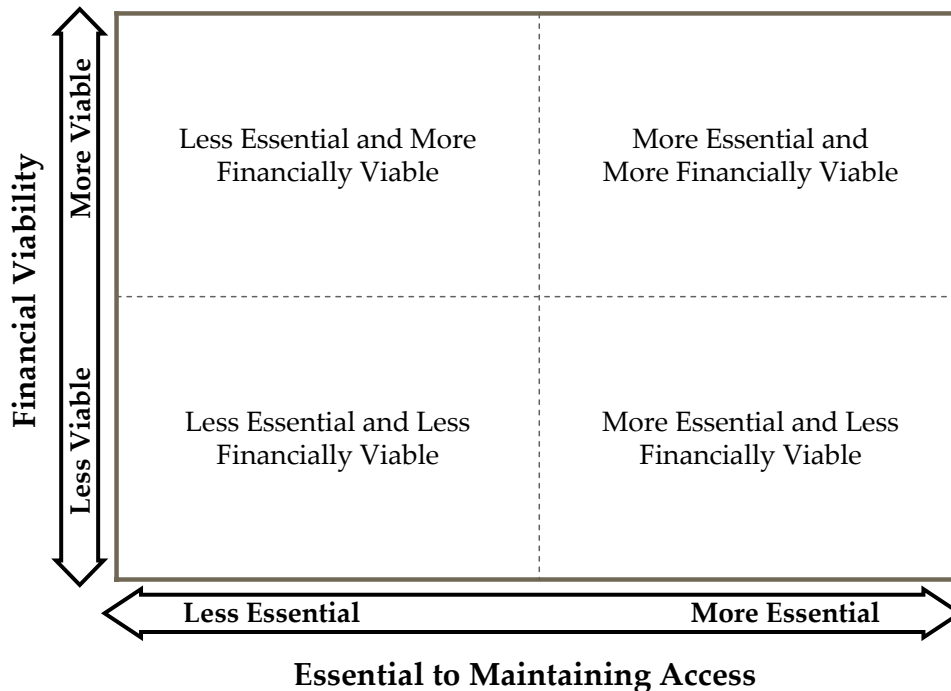 Financial Viability
More Viable
Less Viable
Less Essential and More
Financially Viable
More Essential and
More Financially Viable
Less Essential and Less
Financially Viable
More Essential and Less
Financially Viable
Less Essential
More Essential
Essential to Maintaining Access